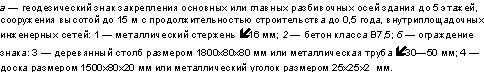 а — геодезический знак закрепления основных или главных разбивочных осей здания до 5 этажей,
сооружения высотой до 15 м с продолжительностью строительства до 0,5 года, внутриплощадочных
инженерных сетей: 1 — металлический стержень 🡿16 мм; 2 — бетон класса В7,5; б — ограждение
знака: 3 — деревянный столб размером 1800х80х80 мм или металлическая труба 🡿30—50 мм; 4 —
доска размером 1500х80х20 мм или металлический уголок размером 25х25х2 мм.